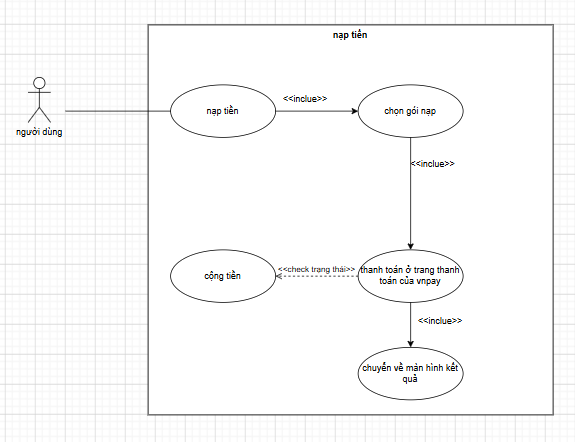 nạp tiền
người dùng
nạp tiền
<<inclue>>
chọn gói nạp
<<inclue>>
cộng tiền
<<check trạng thái>>
thanh toán ở trang thanh
toán của vnpay
<<inclue>>
chuyển về màn hình kết
quả